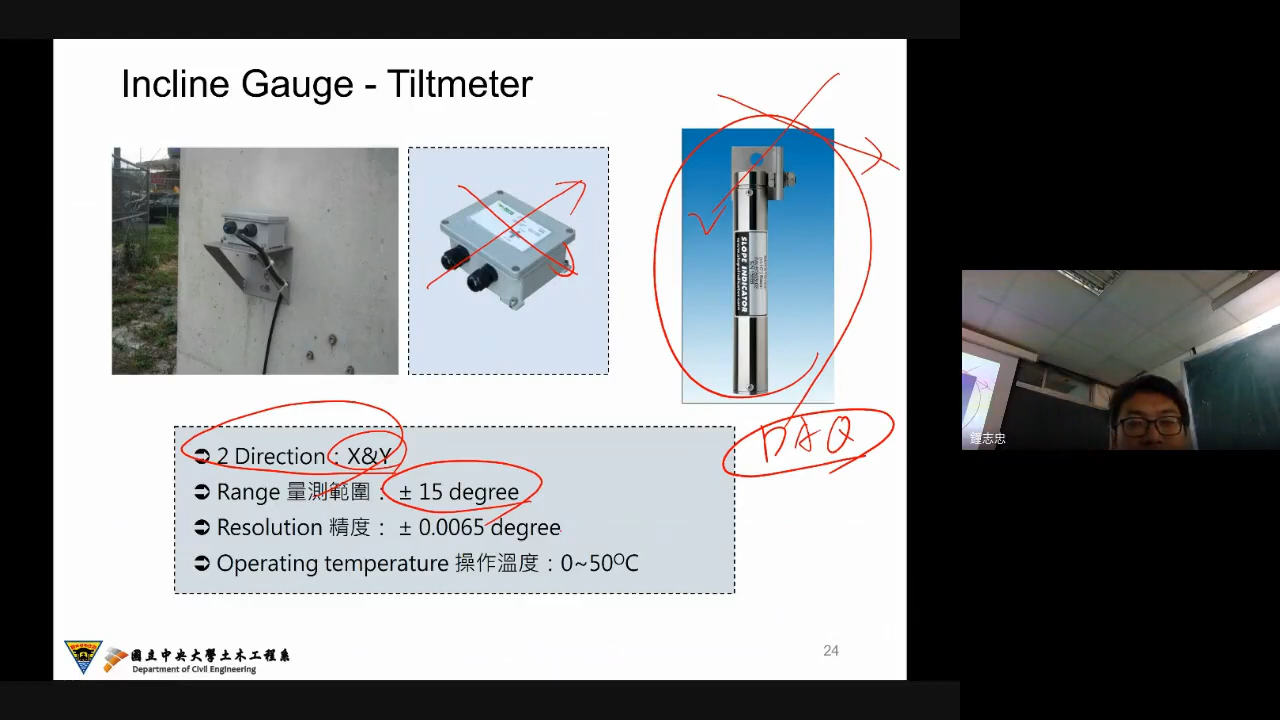 Incline Gauge - Tiltmeter
SLOPE INDICATOR
DAQ
➲ 2 Direction：X&Y
➲ Range 量測範圍： ± 15 degree
➲ Resolution 精度： ± 0.0065 degree
➲ Operating temperature 操作溫度：0~50ºC
國立中央大學土木工程系
Department of Civil Engineering
24
鍾志忠